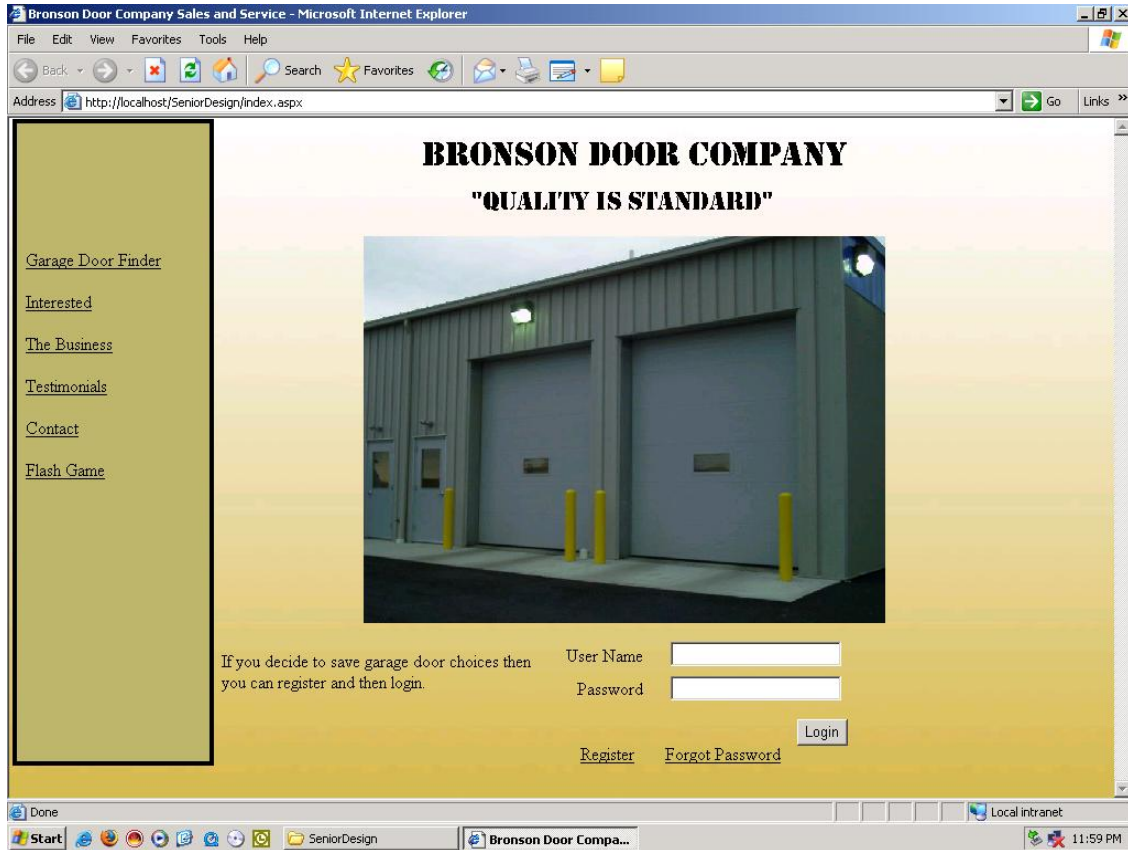 Bronson Door Company Sales and Service - Microsoft Internet Explorer
File Edit View Favorites Tools Help
Back Search Favorites
Address http://localhost/SeniorDesign/index.aspx Go Links »
BRONSON DOOR COMPANY
"QUALITY IS STANDARD"
Garage Door Finder
Interested
The Business
Testimonials
Contact
Flash Game
If you decide to save garage door choices then
you can register and then login.
User Name
Password
Login
Register Forgot Password
Done Local intranet
Start SeniorDesign Bronson Door Compa... 11:59 PM